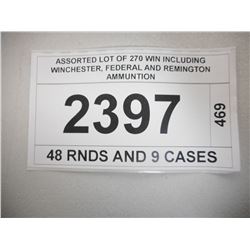 ASSORTED LOT OF 270 WIN INCLUDING
WINCHESTER, FEDERAL AND REMINGTON
AMMUNTION
2397
469
48 RNDS AND 9 CASES